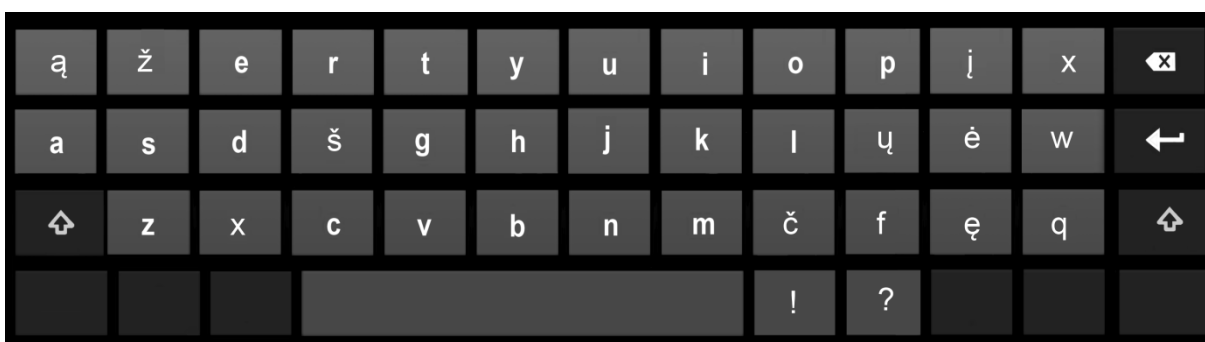 ą ž e r t y u i o p į x
a s d š g h j k l ų ė w
z x c v b n m č f ę q
! ?